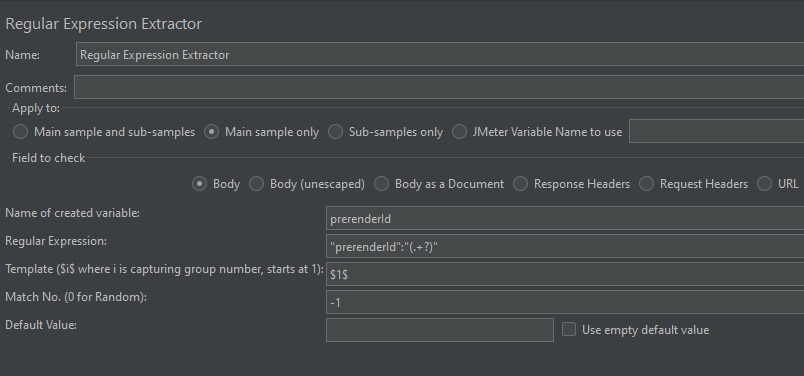 Regular Expression Extractor
Name: Regular Expression Extractor
Comments:
Apply to:
Main sample and sub-samples Main sample only Sub-samples only JMeter Variable Name to use
Field to check
Body Body (unescaped) Body as a Document Response Headers Request Headers URL
Name of created variable: prerenderId
Regular Expression: "prerenderId":"(.+?)"
Template ($i$ where i is capturing group number, starts at 1): $1$
Match No. (0 for Random): -1
Default Value: Use empty default value